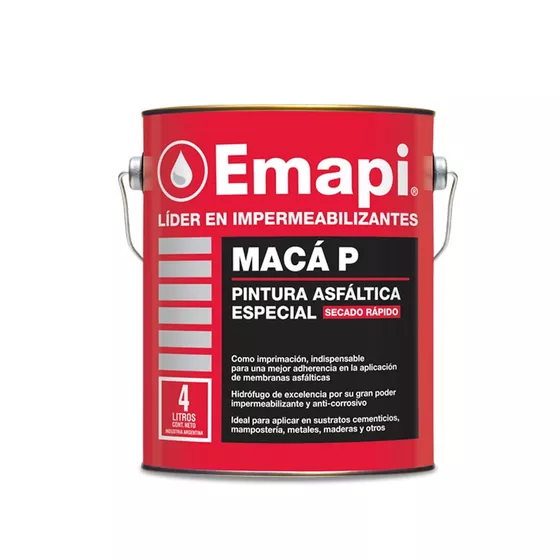 Emapi®
LÍDER EN IMPERMEABILIZANTES
MACÁ P
PINTURA ASFÁLTICA
ESPECIAL SECADO RÁPIDO
Como imprimación, indispensable
para una mejor adherencia en la aplicación
de membranas asfálticas
Hidrófugo de excelencia por su gran poder
impermeabilizante y anti-corrosivo
Ideal para aplicar en sustratos cementicios,
mampostería, metales, maderas y otros
4
LITROS
CONT. NETO
INDUSTRIA ARGENTINA